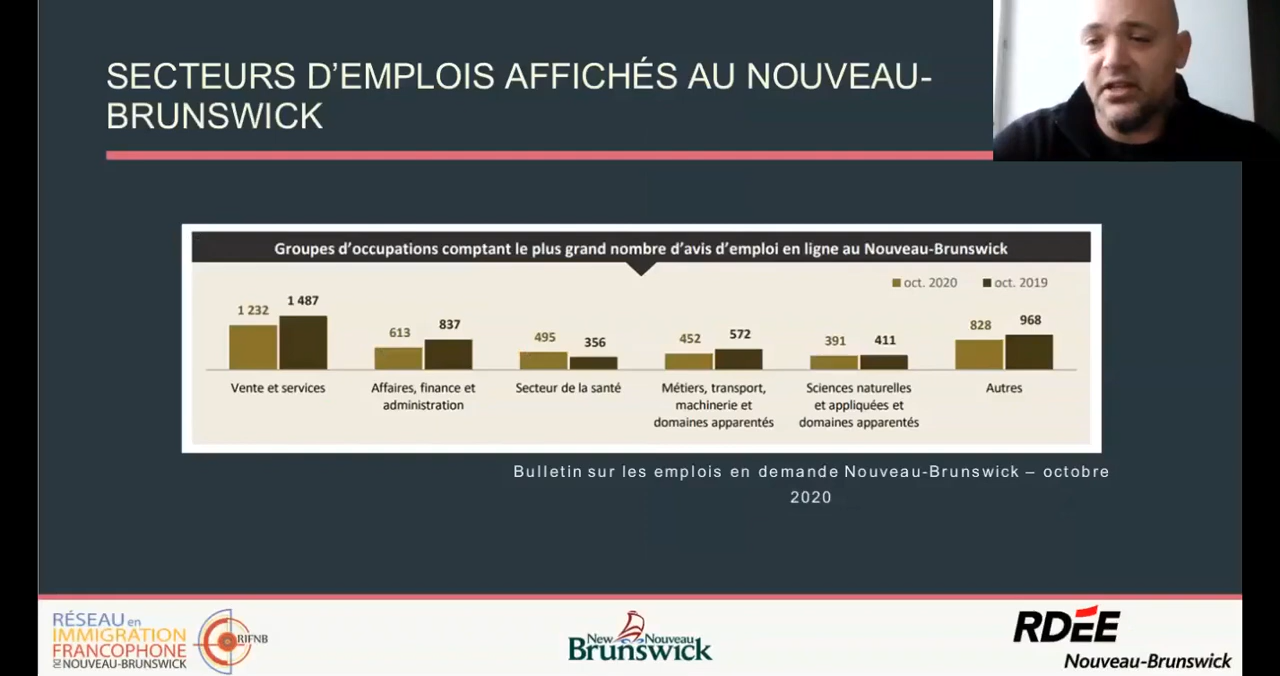 SECTEURS D’EMPLOIS AFFICHÉS AU NOUVEAU-
BRUNSWICK
Groupes d’occupations comptant le plus grand nombre d’avis d’emploi en ligne au Nouveau-Brunswick
oct. 2020 oct. 2019
1 232 1 487
613 837
495 356
452 572
391 411
828 968
Vente et services
Affaires, finance et
administration
Secteur de la santé
Métiers, transport,
machinerie et
domaines apparentés
Sciences naturelles
et appliquées et
domaines apparentés
Autres
Bulletin sur les emplois en demande Nouveau-Brunswick – octobre
2020
RÉSEAU en
IMMIGRATION
FRANCOPHONE
DU NOUVEAU-BRUNSWICK
RIFNB
New Nouveau
Brunswick
RDÉE
Nouveau-Brunswick